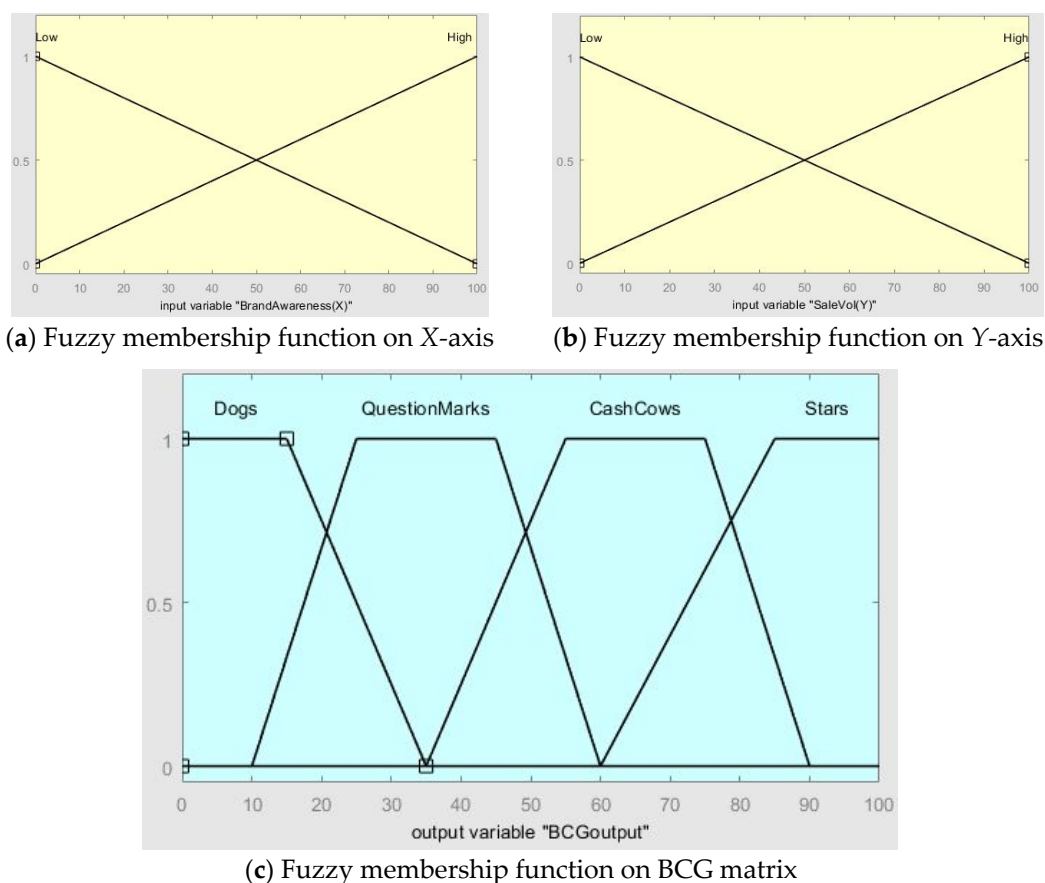 Low High
1
0.5
0
0 10 20 30 40 50 60 70 80 90 100
input variable "BrandAwareness(X)"
(a) Fuzzy membership function on X-axis
Low High
1
0.5
0
0 10 20 30 40 50 60 70 80 90 100
input variable "SaleVol(Y)"
(b) Fuzzy membership function on Y-axis
Dogs QuestionMarks CashCows Stars
1
0.5
0
0 10 20 30 40 50 60 70 80 90 100
output variable "BCGoutput"
(c) Fuzzy membership function on BCG matrix